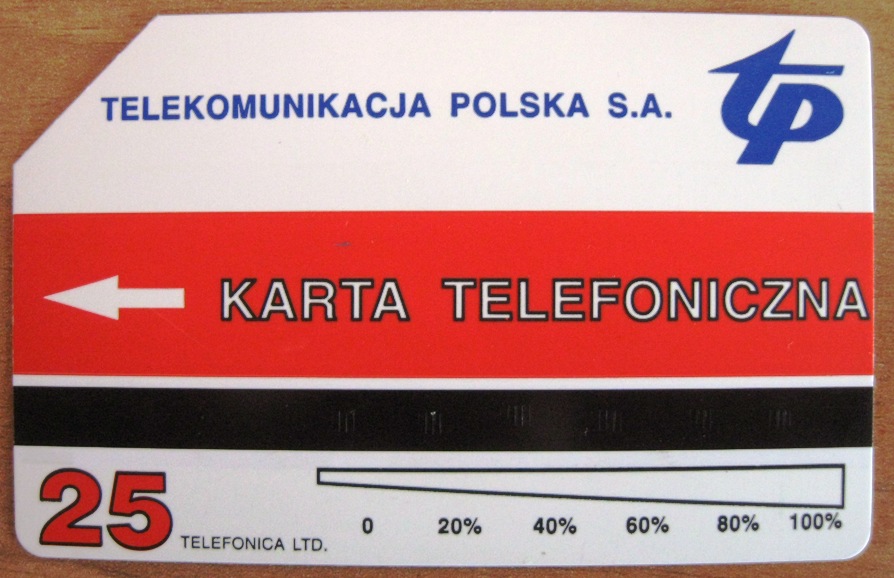 TELEKOMUNIKACJA POLSKA S.A.
tp
KARTA TELEFONICZNA
25
TELEFONICA LTD.
0 20% 40% 60% 80% 100%